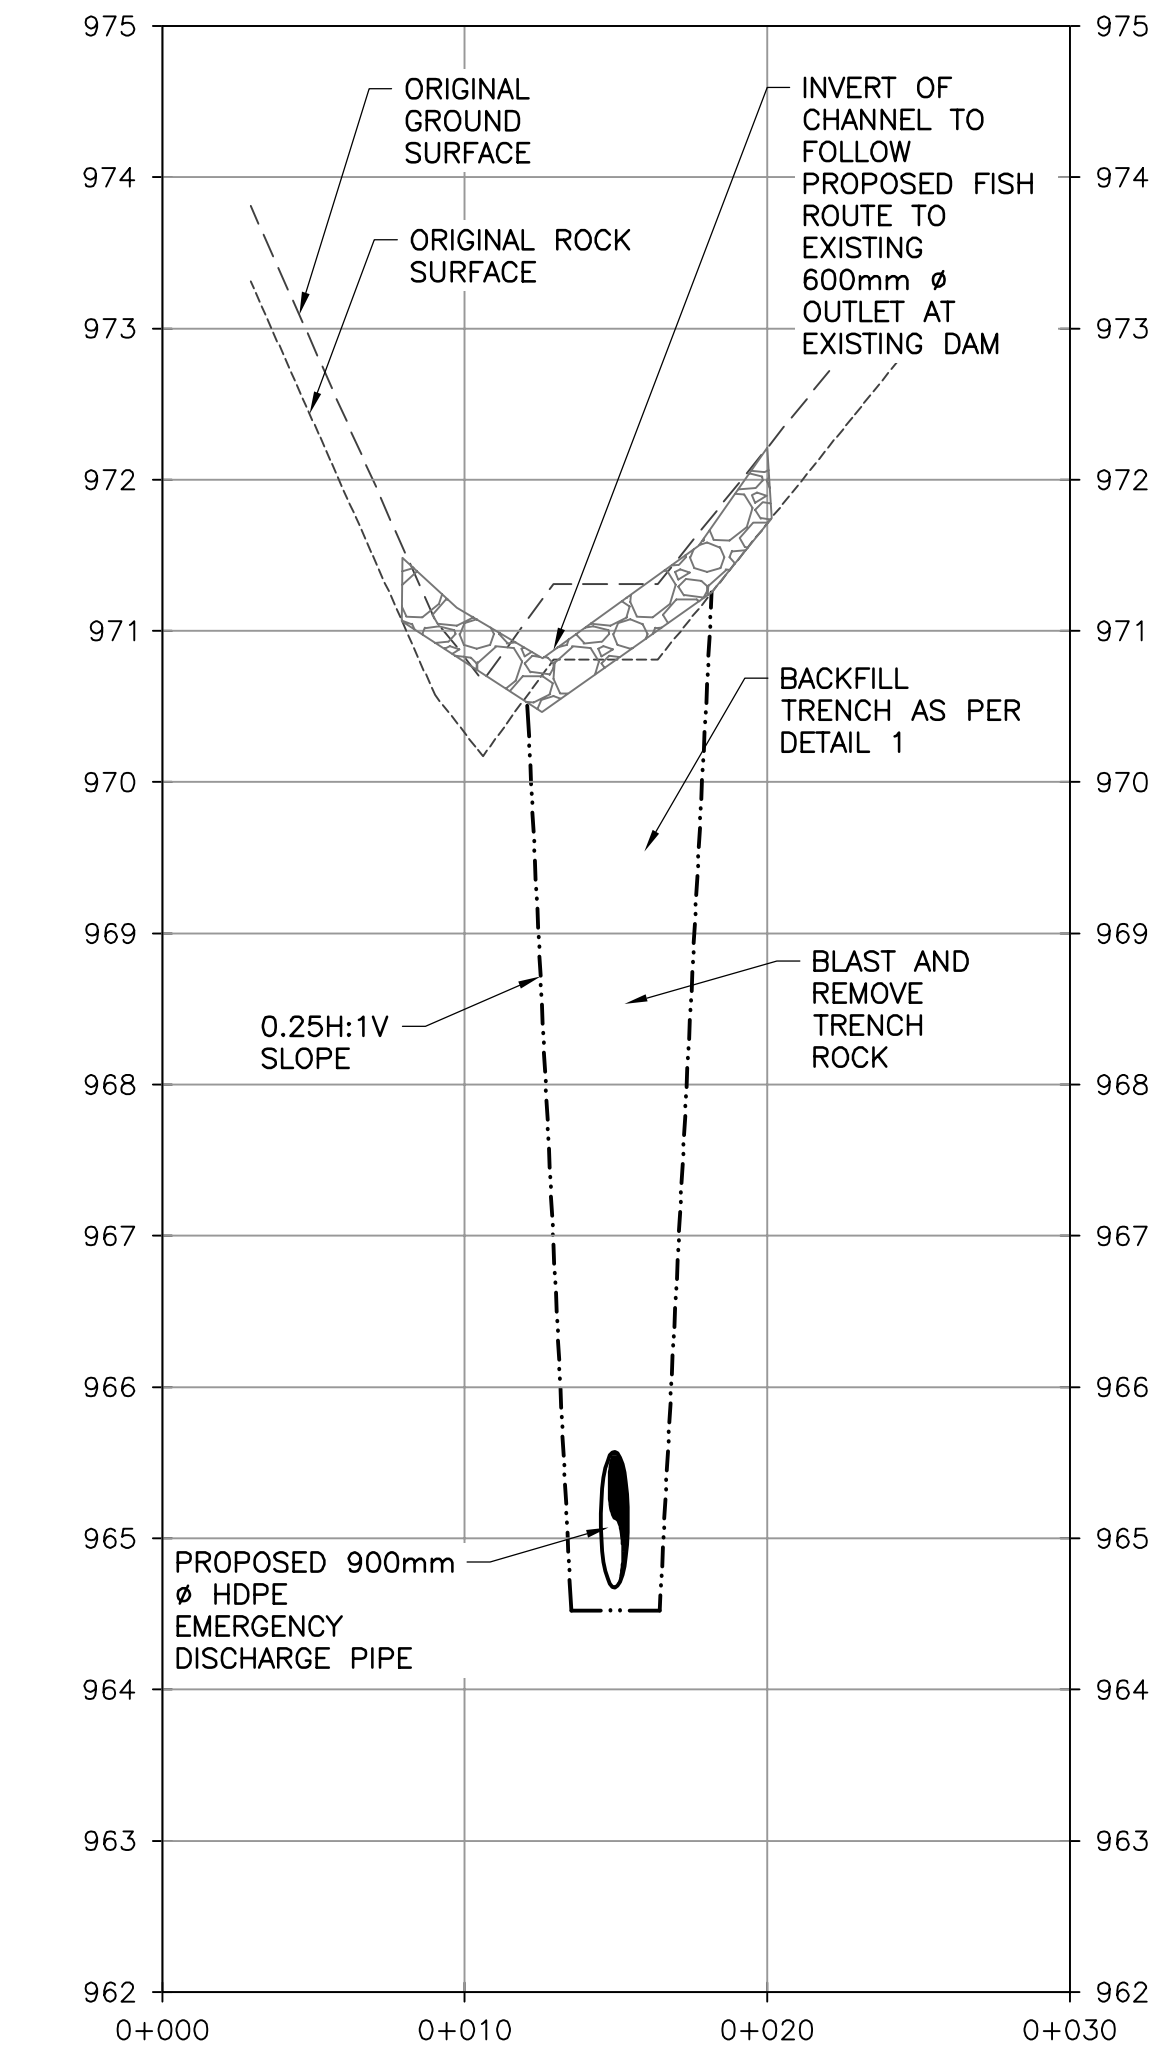 975
975
ORIGINAL
GROUND
SURFACE
INVERT OF
CHANNEL TO
FOLLOW
PROPOSED FISH
ROUTE TO
EXISTING
600mm ø
OUTLET AT
EXISTING DAM
974
974
ORIGINAL ROCK
SURFACE
973
973
972
972
971
971
BACKFILL
TRENCH AS PER
DETAIL 1
970
970
969
969
BLAST AND
REMOVE
TRENCH
ROCK
0.25H:1V
SLOPE
968
968
967
967
966
966
965
965
PROPOSED 900mm
ø HDPE
EMERGENCY
DISCHARGE PIPE
964
964
963
963
962
962
0+000
0+010
0+020
0+030